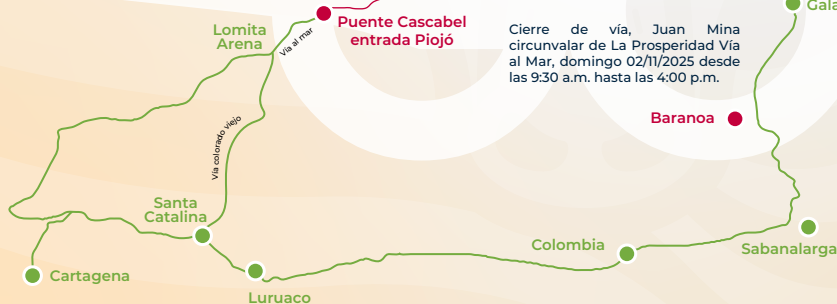 Gala
Lomita
Arena
Vía al mar
Puente Cascabel
entrada Piojó
Cierre de vía, Juan Mina
circunvalar de La Prosperidad Vía
al Mar, domingo 02/11/2025 desde
las 9:30 a.m. hasta las 4:00 p.m.
Baranoa
Vía colorado viejo
Santa
Catalina
Colombia
Sabanalarga
Cartagena
Luruaco